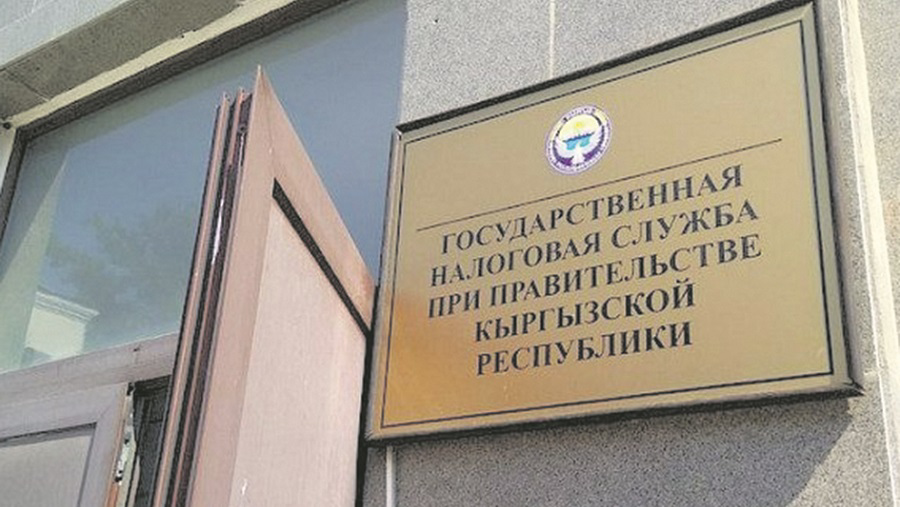 ГОСУДАРСТВЕННАЯ
НАЛОГОВАЯ СЛУЖБА
ПРИ ПРАВИТЕЛЬСТВЕ
КЫРГЫЗСКОЙ
РЕСПУБЛИКИ